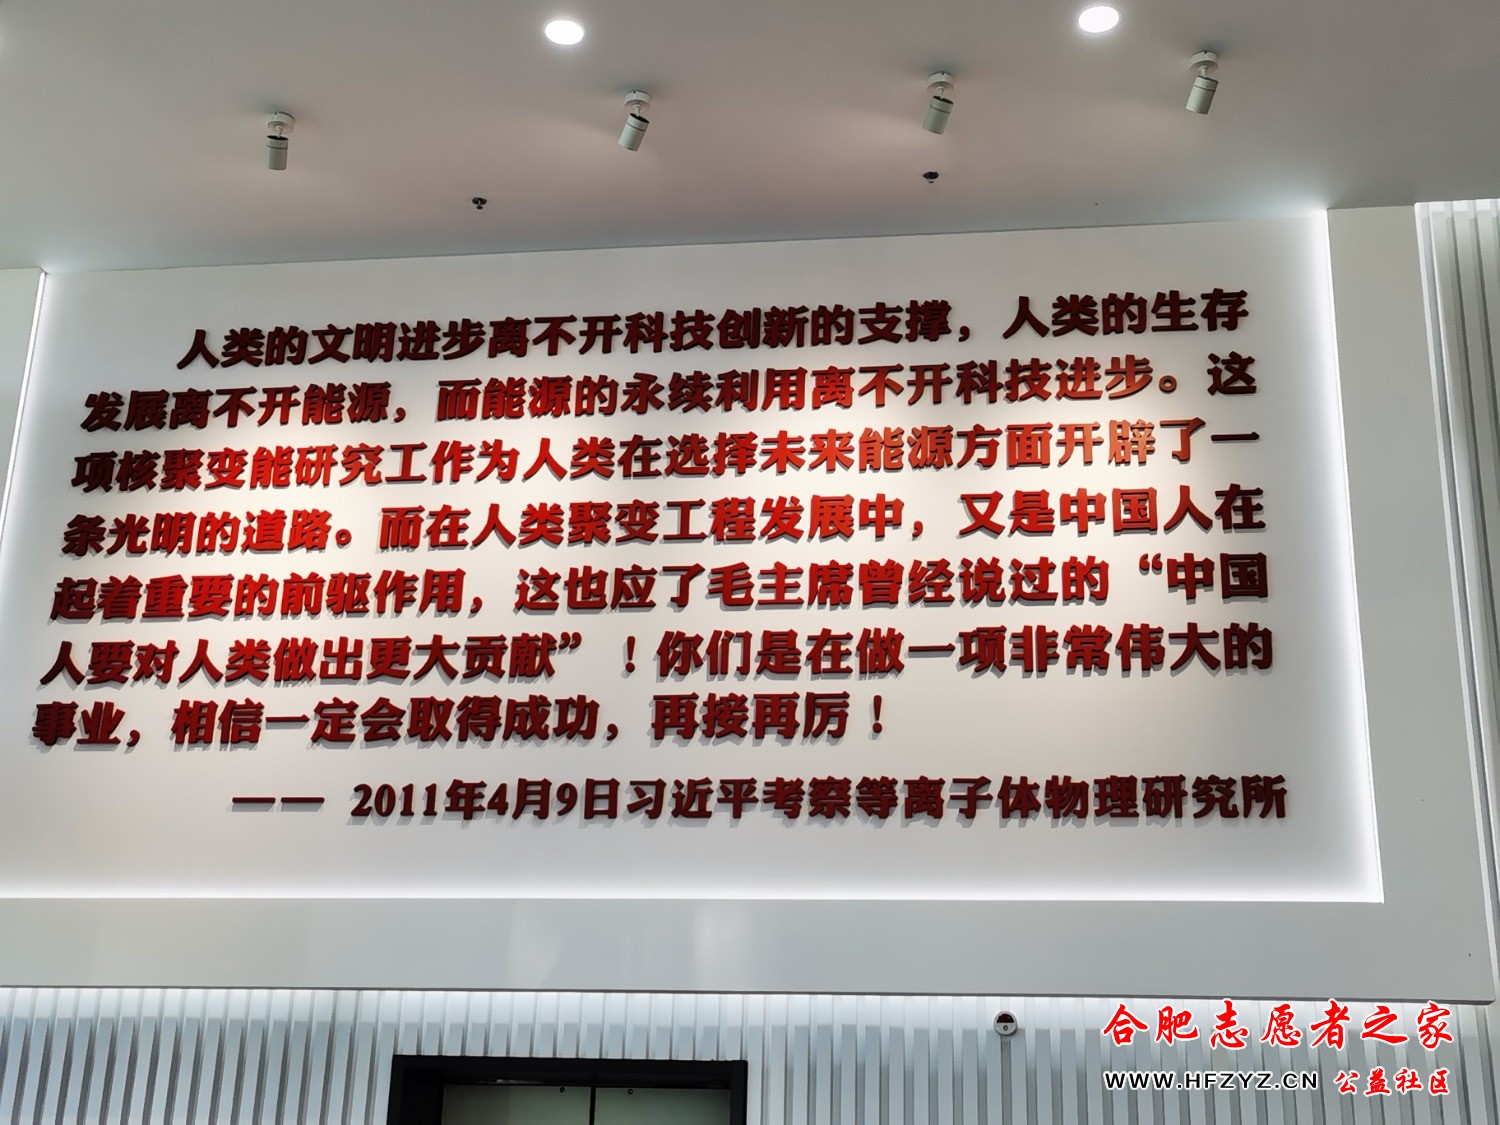 人类的文明进步离不开科技创新的支撑，人类的生存
发展离不开能源，而能源的永续利用离不开科技进步。这
项核聚变能研究工作为人类在选择未来能源方面开辟了一
条光明的道路。而在人类聚变工程发展中，又是中国人在
起着重要的前驱作用，这也应了毛主席曾经说过的“中国
人要对人类做出更大贡献”！你们是在做一项非常伟大的
事业，相信一定会取得成功，再接再厉！
—— 2011年4月9日习近平考察等离子体物理研究所
合肥志愿者之家
WWW.HFZYZ.CN 公益社区